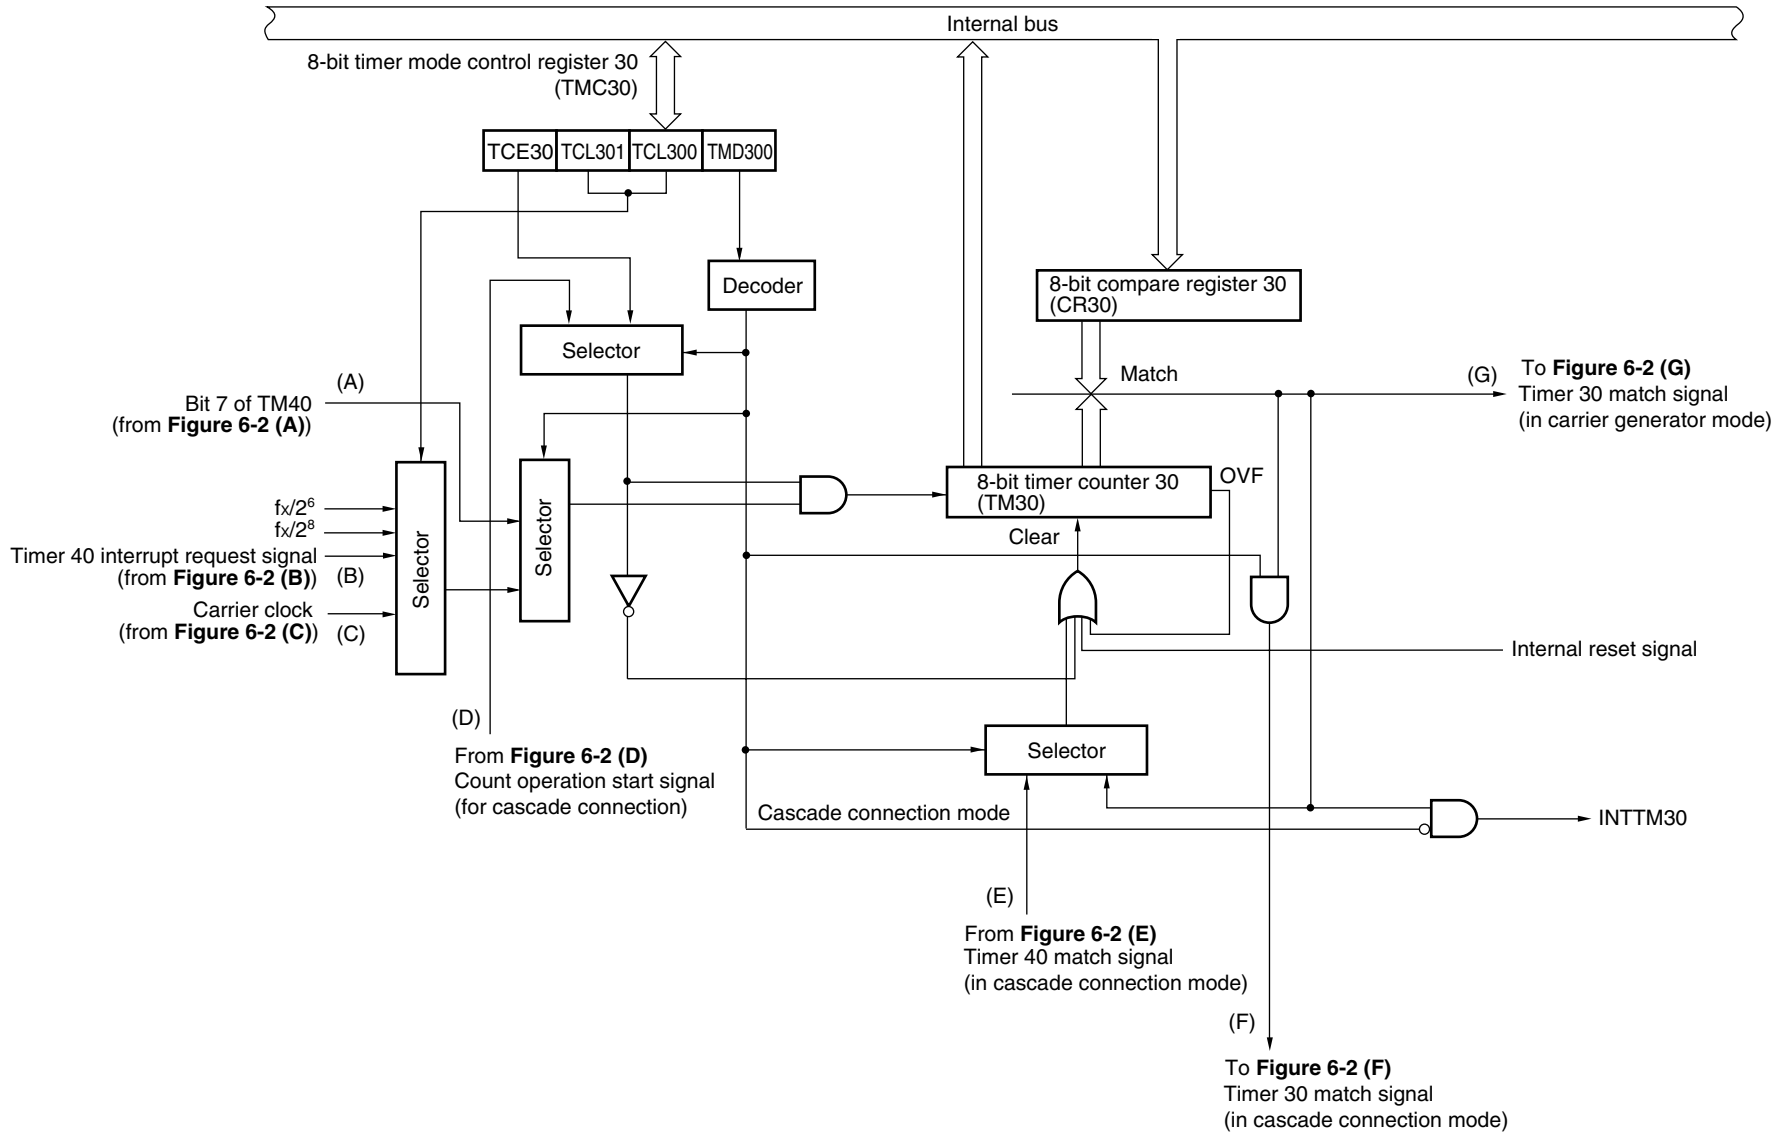 Internal bus
8-bit timer mode control register 30
(TMC30)
TCE30 TCL301 TCL300 TMD300
Decoder
8-bit compare register 30
(CR30)
Selector
Match
(G)
To Figure 6-2 (G)
Timer 30 match signal
(in carrier generator mode)
(A)
Bit 7 of TM40
(from Figure 6-2 (A))
8-bit timer counter 30
(TM30)
OVF
Clear
fx/2⁶
fx/2⁸
Timer 40 interrupt request signal
(from Figure 6-2 (B)) (B)
Carrier clock
(from Figure 6-2 (C)) (C)
Selector
Selector
Internal reset signal
(D)
From Figure 6-2 (D)
Count operation start signal
(for cascade connection)
Selector
Cascade connection mode
INTTM30
(E)
From Figure 6-2 (E)
Timer 40 match signal
(in cascade connection mode)
(F)
To Figure 6-2 (F)
Timer 30 match signal
(in cascade connection mode)